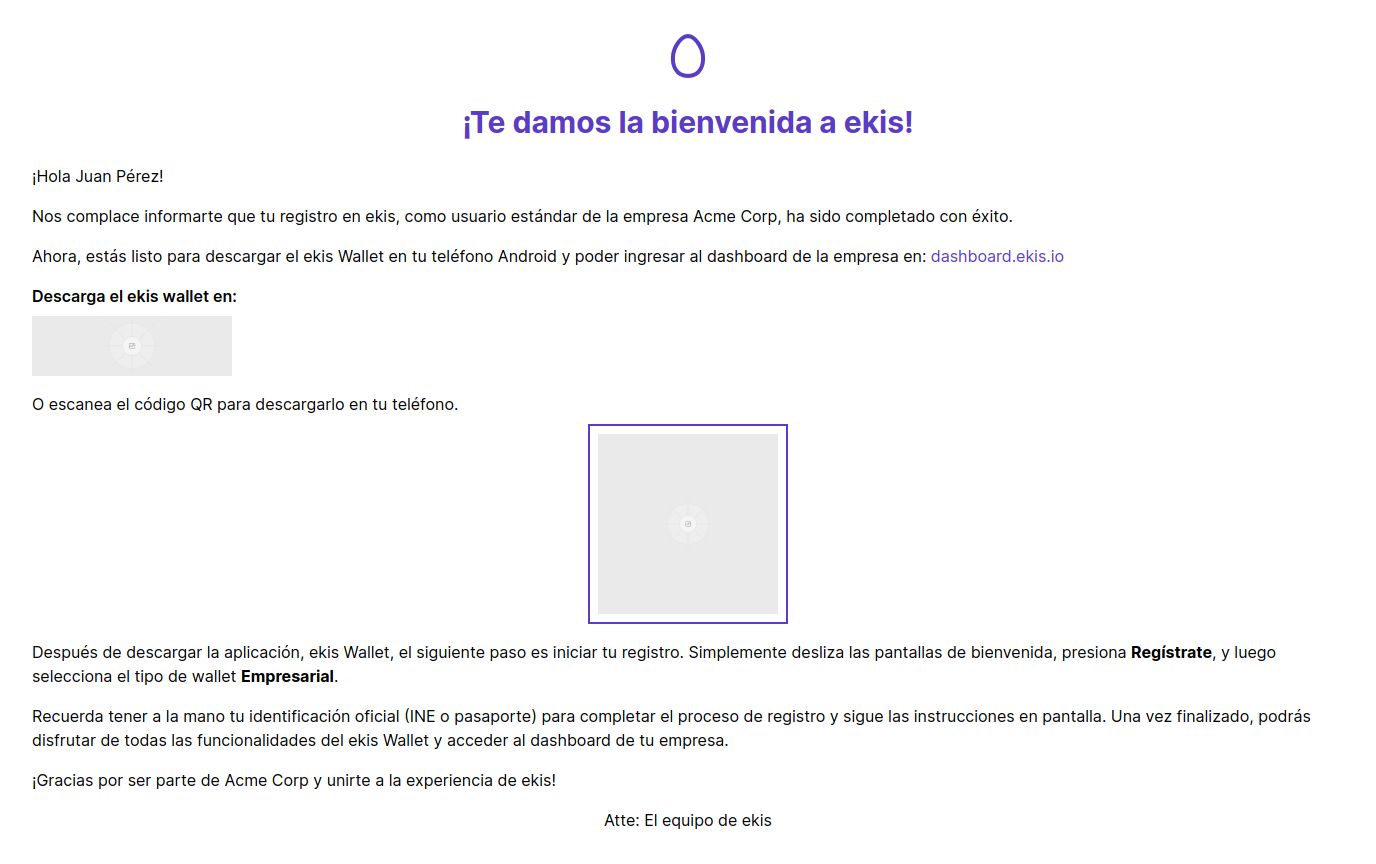 ¡Te damos la bienvenida a ekis!
¡Hola Juan Pérez!
Nos complace informarte que tu registro en ekis, como usuario estándar de la empresa Acme Corp, ha sido completado con éxito.
Ahora, estás listo para descargar el ekis Wallet en tu teléfono Android y poder ingresar al dashboard de la empresa en: dashboard.ekis.io
Descarga el ekis wallet en:
O escanea el código QR para descargarlo en tu teléfono.
Después de descargar la aplicación, ekis Wallet, el siguiente paso es iniciar tu registro. Simplemente desliza las pantallas de bienvenida, presiona Regístrate, y luego
selecciona el tipo de wallet Empresarial.
Recuerda tener a la mano tu identificación oficial (INE o pasaporte) para completar el proceso de registro y sigue las instrucciones en pantalla. Una vez finalizado, podrás
disfrutar de todas las funcionalidades del ekis Wallet y acceder al dashboard de tu empresa.
¡Gracias por ser parte de Acme Corp y unirte a la experiencia de ekis!
Atte: El equipo de ekis